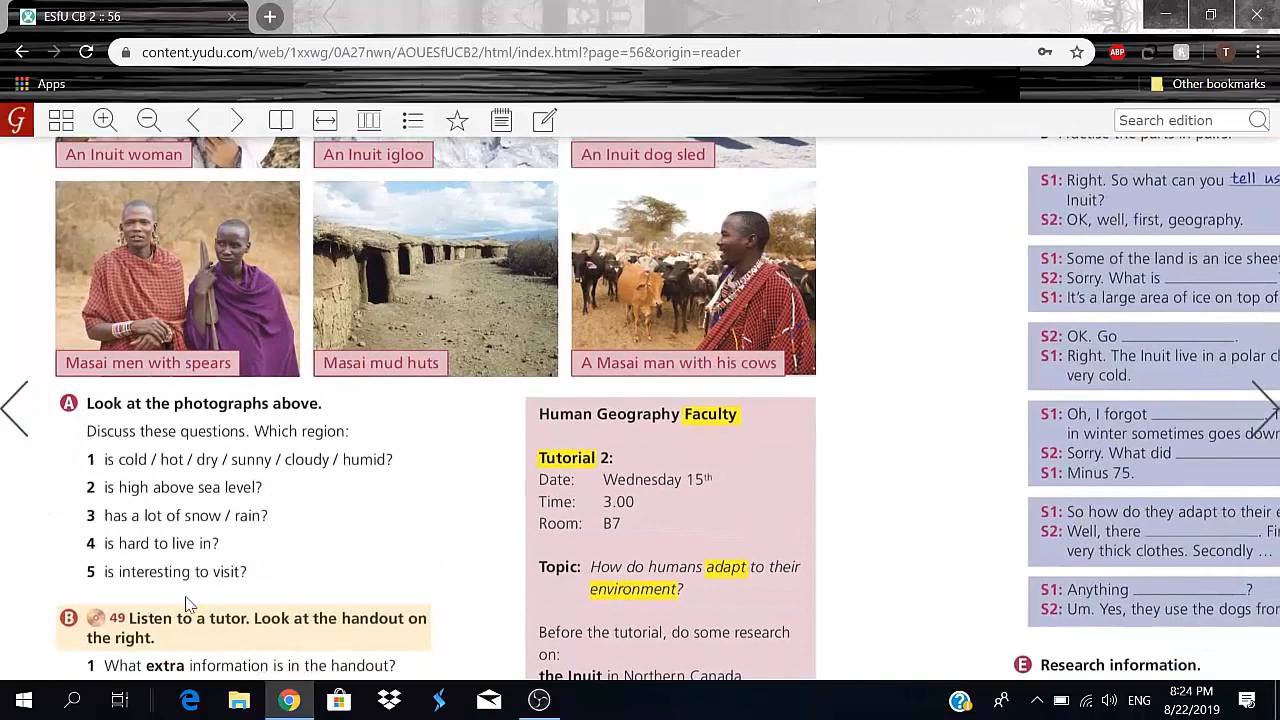 ESfU CB 2 :: 56
content.yudu.com/web/1xxwg/0A27nwn/AOUESfUCB2/html/index.html?page=56&origin=reader
ABP
T
Apps
Other bookmarks
G
Search edition
An Inuit woman
An Inuit igloo
An Inuit dog sled
Masai men with spears
Masai mud huts
A Masai man with his cows
A Look at the photographs above.
Discuss these questions. Which region:
1 is cold / hot / dry / sunny / cloudy / humid?
2 is high above sea level?
3 has a lot of snow / rain?
4 is hard to live in?
5 is interesting to visit?
B 49 Listen to a tutor. Look at the handout on
the right.
1 What extra information is in the handout?
Human Geography Faculty
Tutorial 2:
Date: Wednesday 15th
Time: 3.00
Room: B7
Topic: How do humans adapt to their
environment?
Before the tutorial, do some research
on:
the Inuit in Northern Canada
S1: Right. So what can you tell us
Inuit?
S2: OK, well, first, geography.
S1: Some of the land is an ice shee
S2: Sorry. What is
S1: It's a large area of ice on top of
S2: OK. Go ____.
S1: Right. The Inuit live in a polar c
very cold.
S1: Oh, I forgot
in winter sometimes goes down
S2: Sorry. What did
S1: Minus 75.
S1: So how do they adapt to their e
S2: Well, there ____. Fi
very thick clothes. Secondly ...
S1: Anything ____?
S2: Um. Yes, they use the dogs from
E Research information.
ENG
8:24 PM
8/22/2019